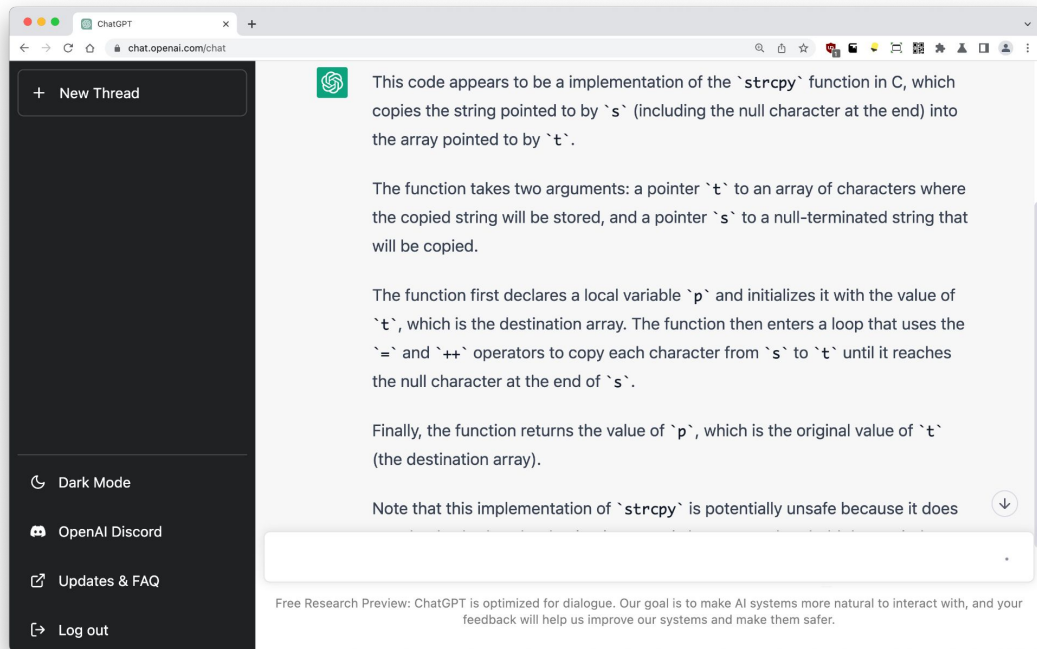 ChatGPT
chat.openai.com/chat
1
New Thread
This code appears to be a implementation of the `strcpy` function in C, which
copies the string pointed to by `s` (including the null character at the end) into
the array pointed to by `t`.
The function takes two arguments: a pointer `t` to an array of characters where
the copied string will be stored, and a pointer `s` to a null-terminated string that
will be copied.
The function first declares a local variable `p` and initializes it with the value of
`t`, which is the destination array. The function then enters a loop that uses the
`=` and `++` operators to copy each character from `s` to `t` until it reaches
the null character at the end of `s`.
Finally, the function returns the value of `p`, which is the original value of `t`
(the destination array).
Note that this implementation of `strcpy` is potentially unsafe because it does
Dark Mode
OpenAI Discord
Updates & FAQ
Log out
Free Research Preview: ChatGPT is optimized for dialogue. Our goal is to make AI systems more natural to interact with, and your
feedback will help us improve our systems and make them safer.